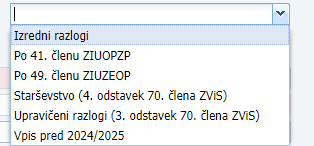 Izredni razlogi
Po 41. členu ZIUOPZP
Po 49. členu ZIUZEOP
Starševstvo (4. odstavek 70. člena ZViS)
Upravičeni razlogi (3. odstavek 70. člena ZViS)
Vpis pred 2024/2025